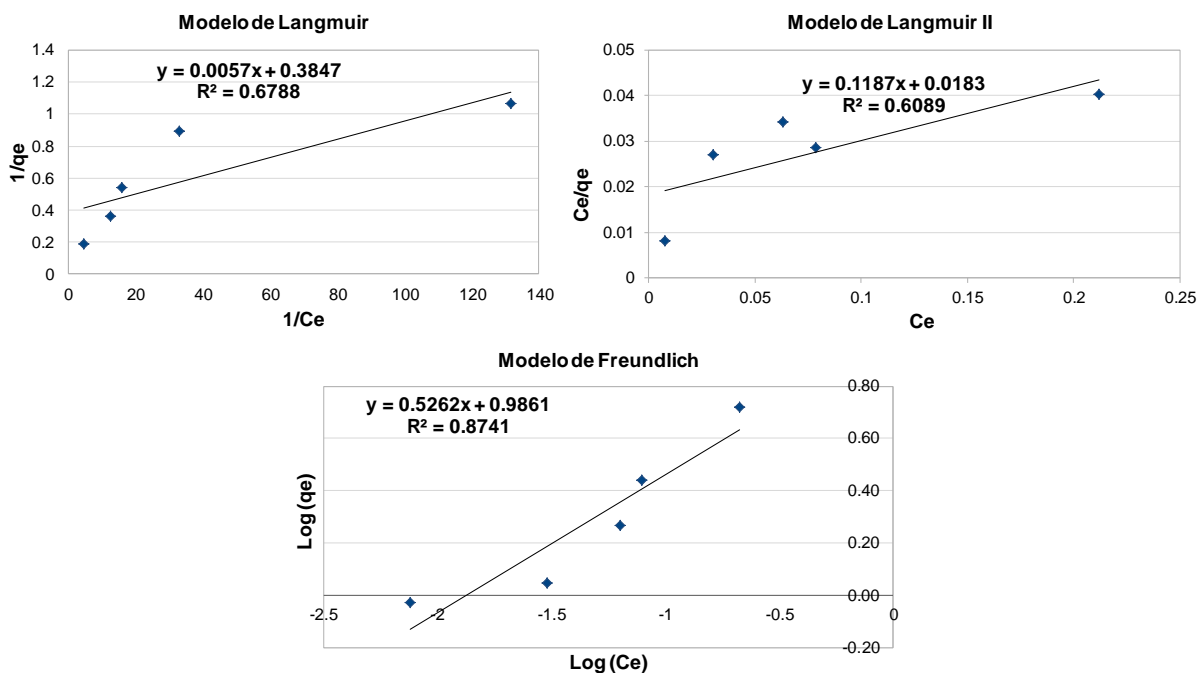 Modelo de Langmuir
y = 0.0057x + 0.3847
R² = 0.6788
1/qe
1.4
1.2
1
0.8
0.6
0.4
0.2
0
0 20 40 60 80 100 120 140
1/Ce
Modelo de Langmuir II
y = 0.1187x + 0.0183
R² = 0.6089
Ce/qe
0.05
0.04
0.03
0.02
0.01
0
0 0.05 0.1 0.15 0.2 0.25
Ce
Modelo de Freundlich
y = 0.5262x + 0.9861
R² = 0.8741
Log (qe)
0.80
0.60
0.40
0.20
0.00
-0.20
-2.5 -2 -1.5 -1 -0.5 0
Log (Ce)